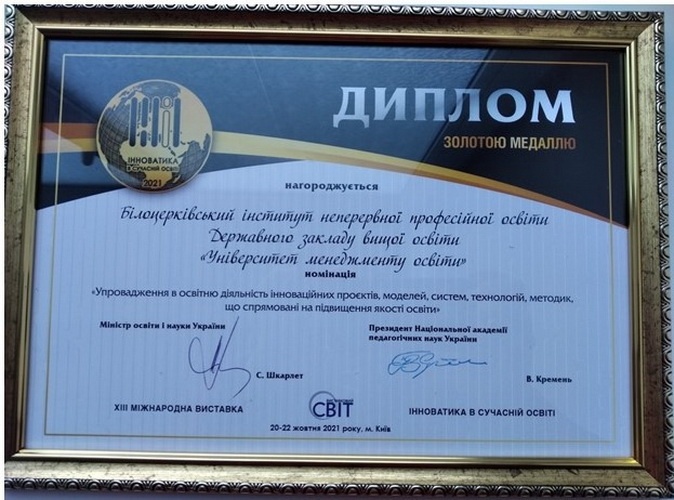 ДИПЛОМ
ЗОЛОТОЮ МЕДАЛЛЮ
ІННОВАТИКА
В СУЧАСНІЙ ОСВІТІ
2021
нагороджується
Білоцерківський інститут неперервної професійної освіти
Державного закладу вищої освіти
«Університет менеджменту освіти»
номінація
«Упровадження в освітню діяльність інноваційних проєктів, моделей, систем, технологій, методик,
що спрямовані на підвищення якості освіти»
Міністр освіти і науки України
С. Шкарлет
Президент Національної академії
педагогічних наук України
В. Кремень
XIII МІЖНАРОДНА ВИСТАВКА
СВІТ
ІННОВАТИКА В СУЧАСНІЙ ОСВІТІ
20-22 жовтня 2021 року, м. Київ